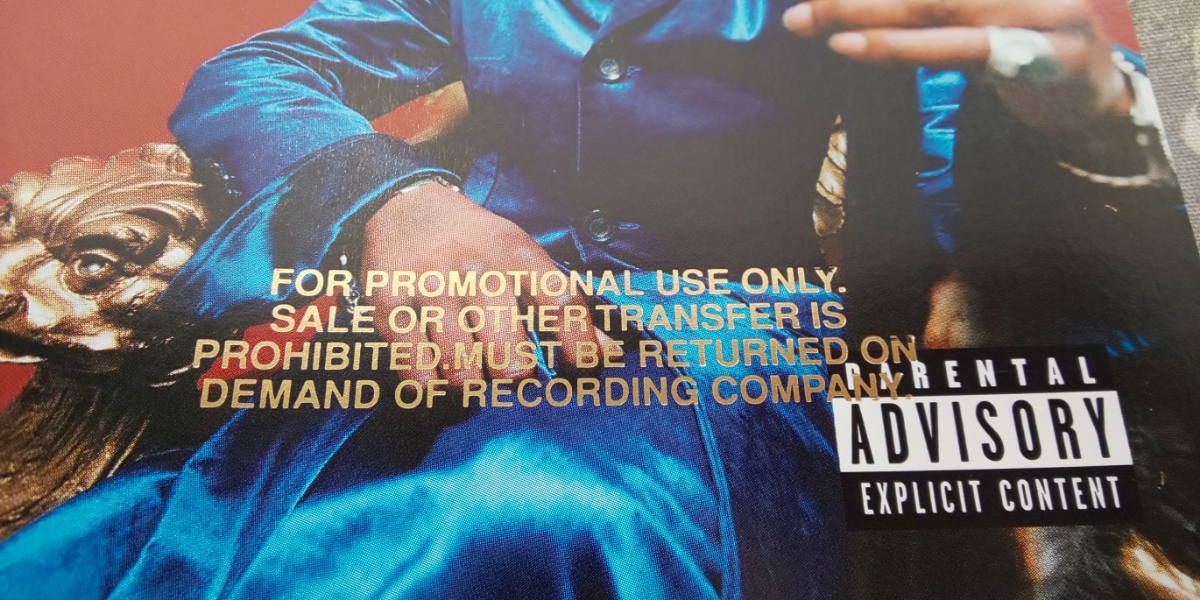 FOR PROMOTIONAL USE ONLY.
SALE OR OTHER TRANSFER IS
PROHIBITED.MUST BE RETURNED ON
DEMAND OF RECORDING COMPANY.
PARENTAL
ADVISORY
EXPLICIT CONTENT